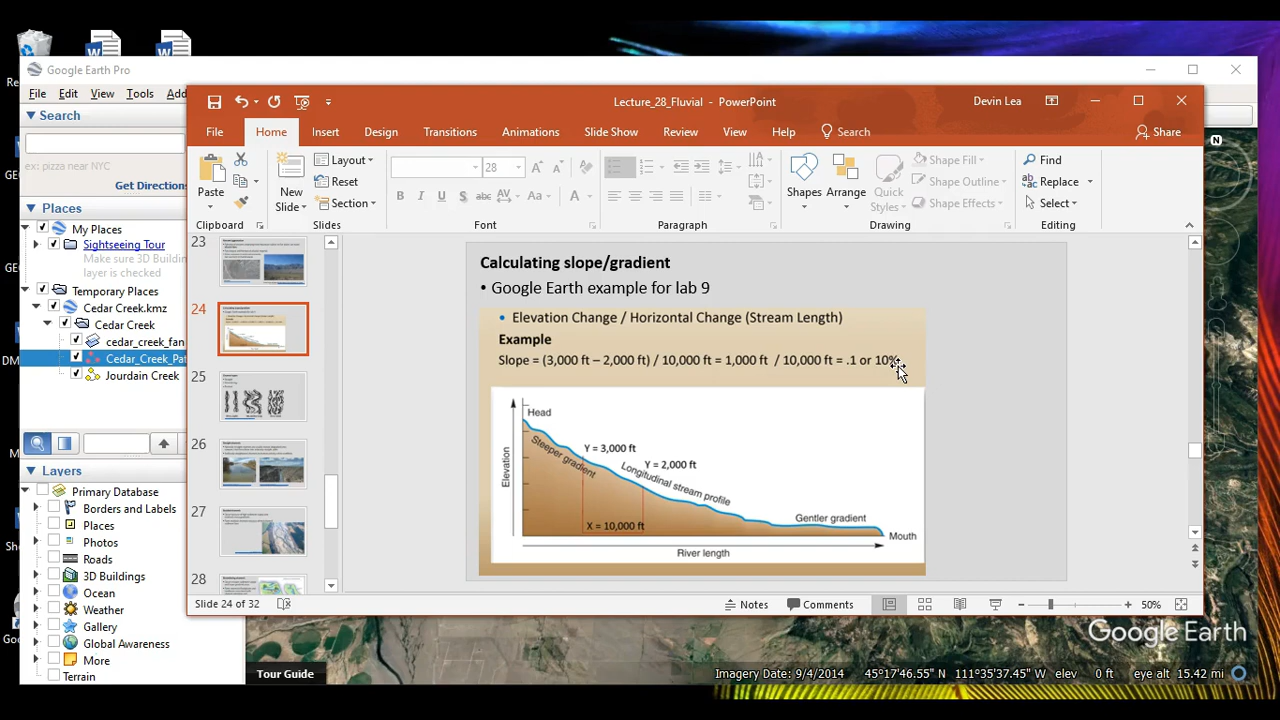 Google Earth Pro
File Edit View Tools Add
Search
ex: pizza near NYC
Get Directions
Places
My Places
Sightseeing Tour
Make sure 3D Building
layer is checked
Temporary Places
Cedar Creek.kmz
Cedar Creek
cedar_creek_fan
Cedar_Creek_Pat
Jourdain Creek
Layers
Primary Database
Borders and Labels
Places
Photos
Roads
3D Buildings
Ocean
Weather
Gallery
Global Awareness
More
Terrain
Lecture_28_Fluvial - PowerPoint
Devin Lea
File Home Insert Design Transitions Animations Slide Show Review View Help Search Share
Paste
Clipboard
New
Slide
Layout
Reset
Section
Slides
28
Font
Paragraph
Shapes
Arrange
Quick
Styles
Shape Fill
Shape Outline
Shape Effects
Drawing
Find
Replace
Select
Editing
23
24
25
26
27
28
Calculating slope/gradient
• Google Earth example for lab 9
• Elevation Change / Horizontal Change (Stream Length)
Example
Slope = (3,000 ft – 2,000 ft) / 10,000 ft = 1,000 ft / 10,000 ft = .1 or 10%
Head
Elevation
Steeper gradient
Y = 3,000 ft
Y = 2,000 ft
Longitudinal stream profile
X = 10,000 ft
Gentler gradient
Mouth
River length
Slide 24 of 32
Notes
Comments
50%
N
Google Earth
Tour Guide
Imagery Date: 9/4/2014 45°17'46.55" N 111°35'37.45" W elev 0 ft eye alt 15.42 mi